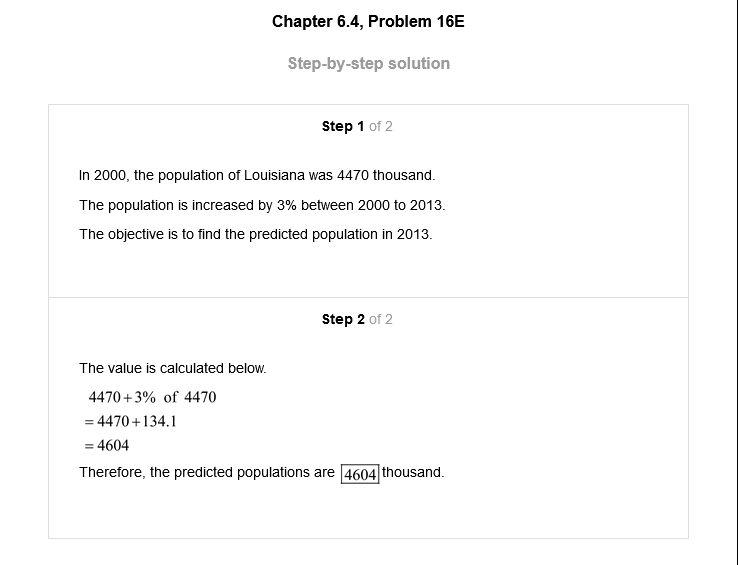 Chapter 6.4, Problem 16E
Step-by-step solution
Step 1 of 2
In 2000, the population of Louisiana was 4470 thousand.
The population is increased by 3% between 2000 to 2013.
The objective is to find the predicted population in 2013.
Step 2 of 2
The value is calculated below.
4470+3% of 4470
=4470+134.1
=4604
Therefore, the predicted populations are 4604 thousand.